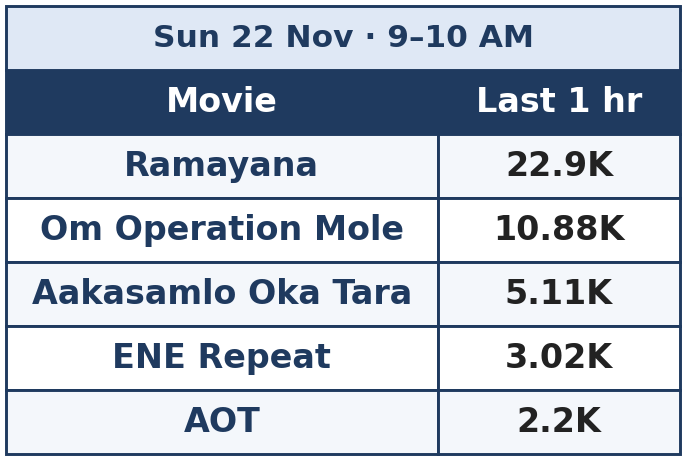 Sun 22 Nov · 9–10 AM
Movie Last 1 hr
Ramayana 22.9K
Om Operation Mole 10.88K
Aakasamlo Oka Tara 5.11K
ENE Repeat 3.02K
AOT 2.2K